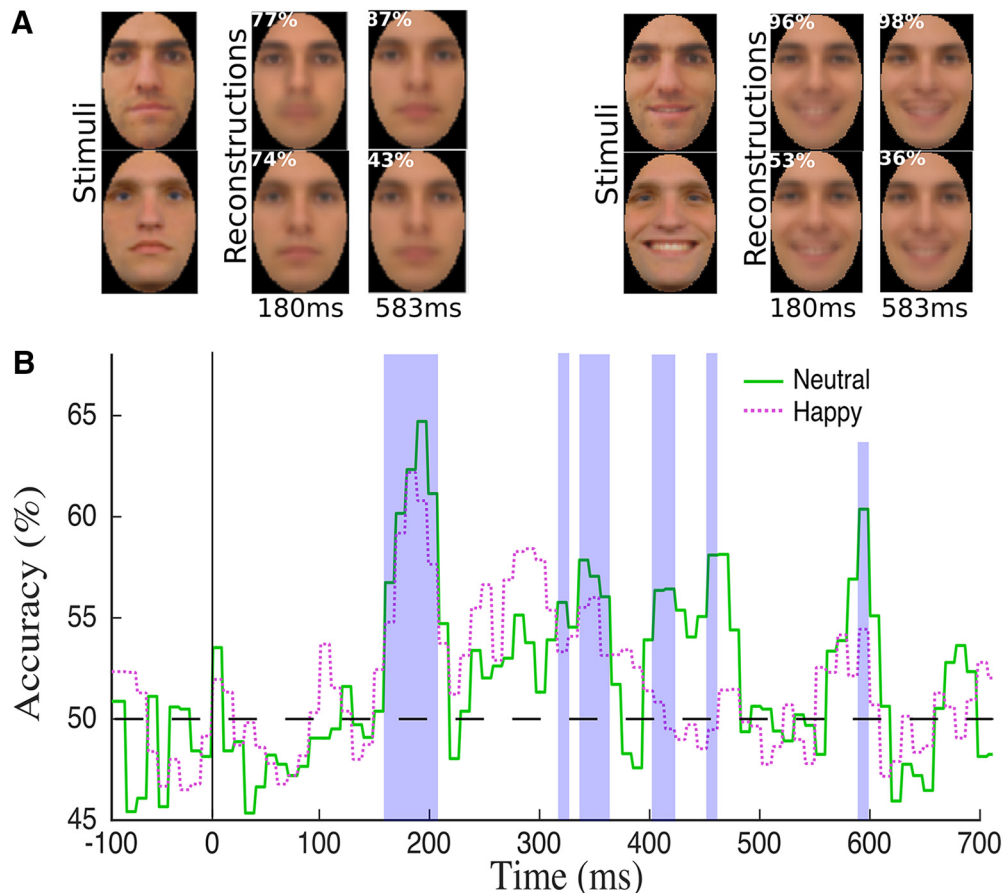 A
Stimuli
Reconstructions
77%
87%
74%
43%
180ms
583ms
Stimuli
Reconstructions
96%
98%
53%
36%
180ms
583ms
B
Neutral
Happy
Accuracy (%)
65
60
55
50
45
-100
0
100
200
300
400
500
600
700
Time (ms)